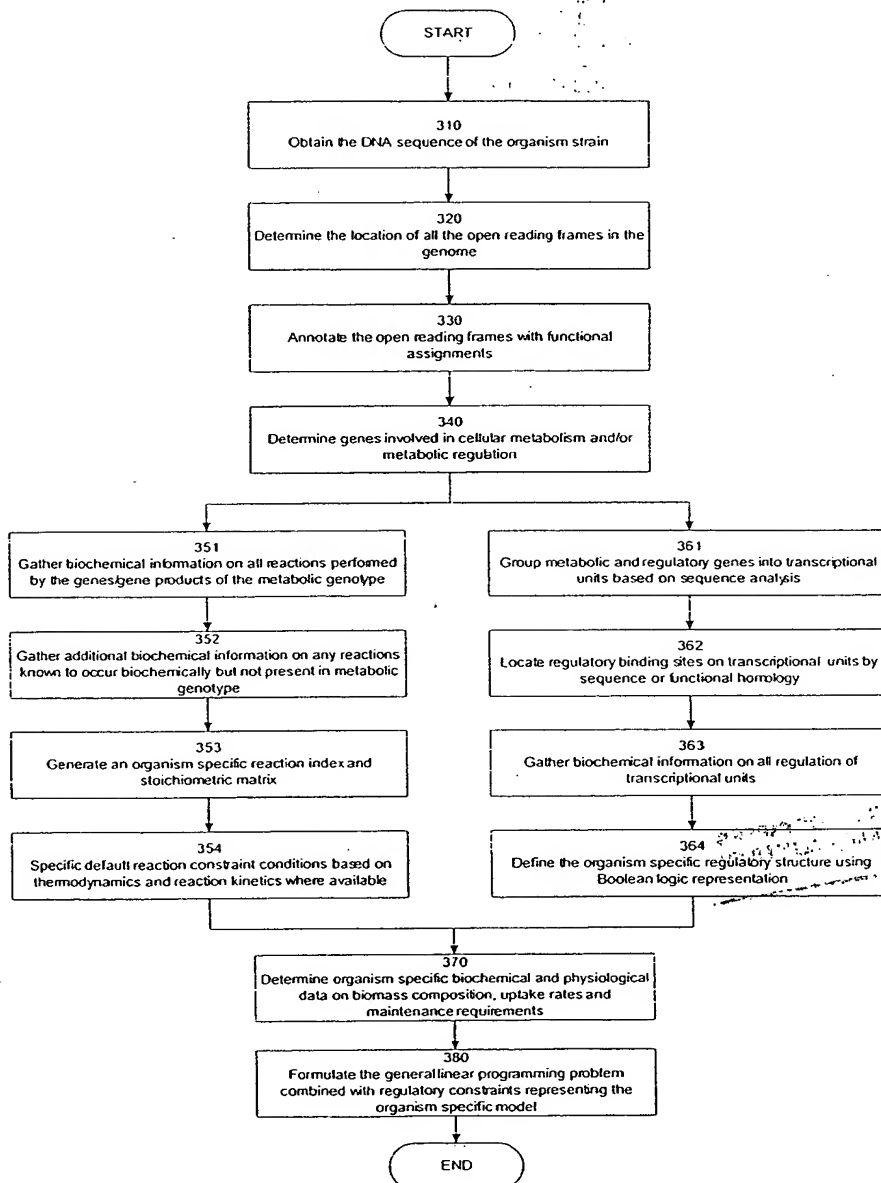 START
310
Obtain the DNA sequence of the organism strain
320
Determine the location of all the open reading frames in the
genome
330
Annotate the open reading frames with functional
assignments
340
Determine genes involved in cellular metabolism and/or
metabolic regulation
351
Gather biochemical information on all reactions performed
by the genes/gene products of the metabolic genotype
361
Group metabolic and regulatory genes into transcriptional
units based on sequence analysis
352
Gather additional biochemical information on any reactions
known to occur biochemically but not present in metabolic
genotype
362
Locate regulatory binding sites on transcriptional units by
sequence or functional homology
353
Generate an organism specific reaction index and
stoichiometric matrix
363
Gather biochemical information on all regulation of
transcriptional units
354
Specific default reaction constraint conditions based on
thermodynamics and reaction kinetics where available
364
Define the organism specific regulatory structure using
Boolean logic representation
370
Determine organism specific biochemical and physiological
data on biomass composition, uptake rates and
maintenance requirements
380
Formulate the general linear programming problem
combined with regulatory constraints representing the
organism specific model
END